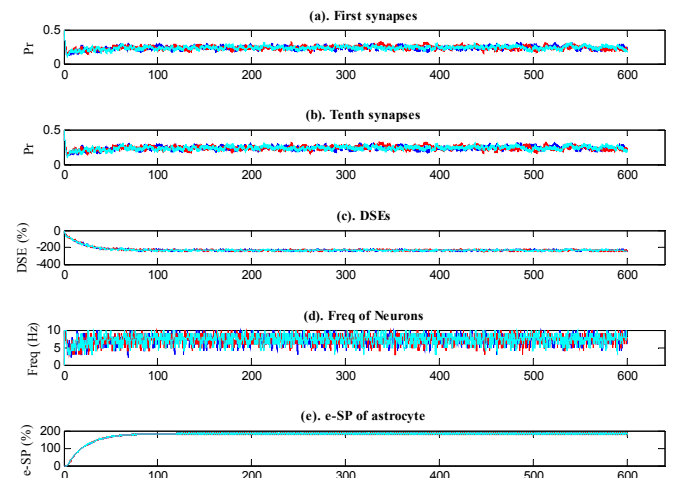 (a). First synapses
0.5
Pr
0
0 100 200 300 400 500 600
(b). Tenth synapses
0.5
Pr
0
0 100 200 300 400 500 600
(c). DSEs
0
DSE (%)
-200
-400
0 100 200 300 400 500 600
(d). Freq of Neurons
10
Freq (Hz)
5
0
0 100 200 300 400 500 600
(e). e-SP of astrocyte
200
e-SP (%)
100
0
0 100 200 300 400 500 600